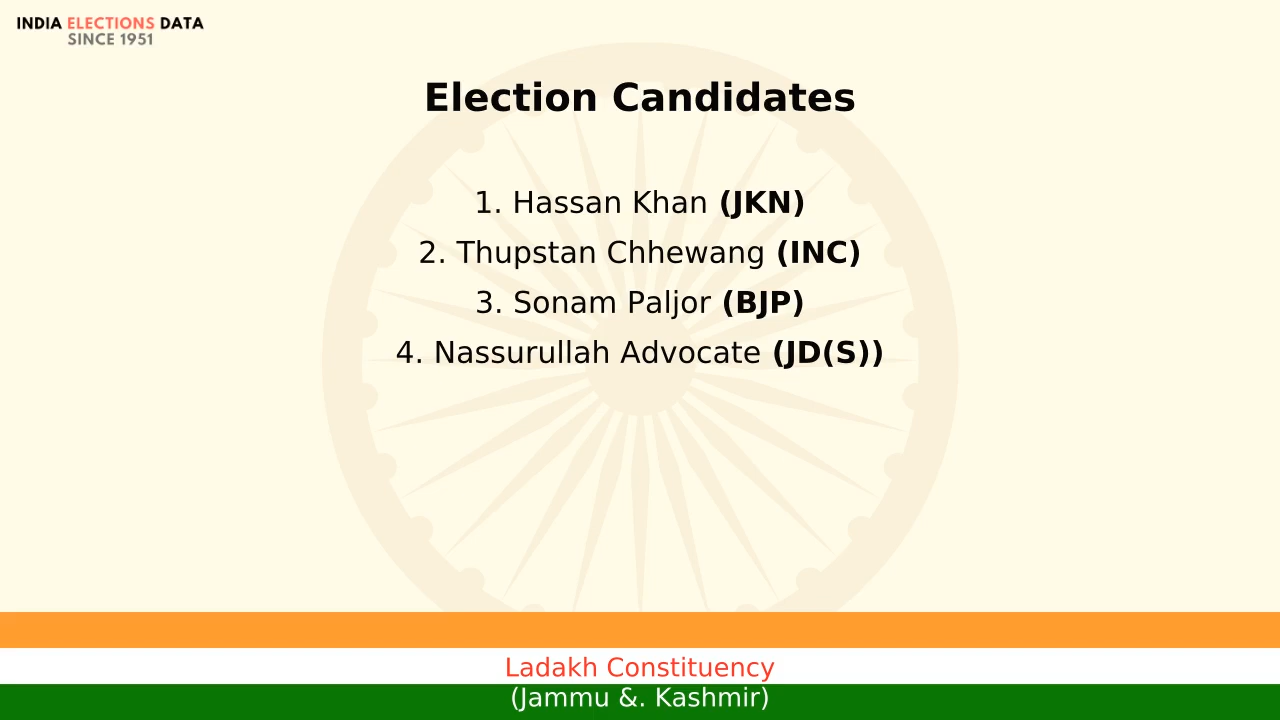 INDIA ELECTIONS DATA
SINCE 1951
Election Candidates
1. Hassan Khan (JKN)
2. Thupstan Chhewang (INC)
3. Sonam Paljor (BJP)
4. Nassurullah Advocate (JD(S))
Ladakh Constituency
(Jammu &. Kashmir)